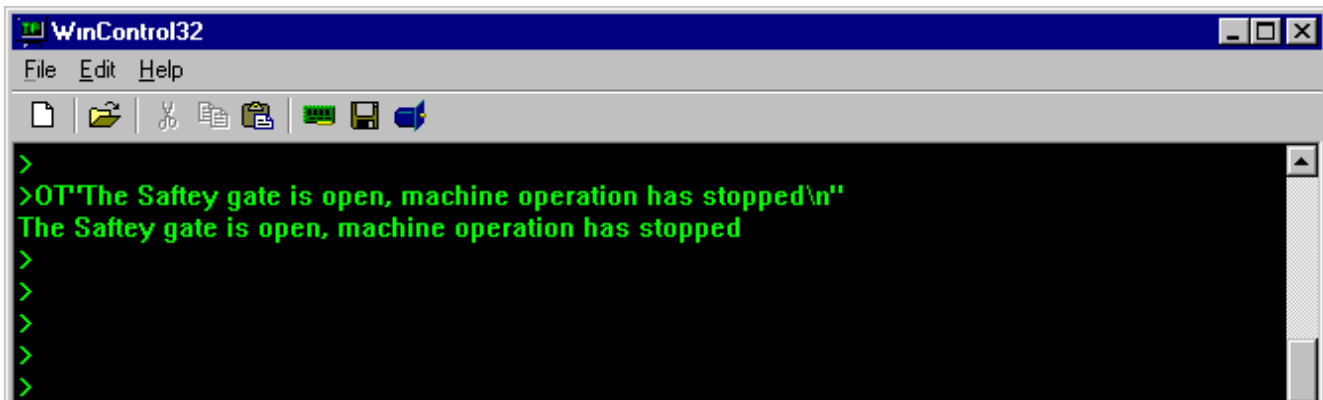 WinControl32
File Edit Help
>
>OT"The Saftey gate is open, machine operation has stopped\n"
The Saftey gate is open, machine operation has stopped
>
>
>
>
>